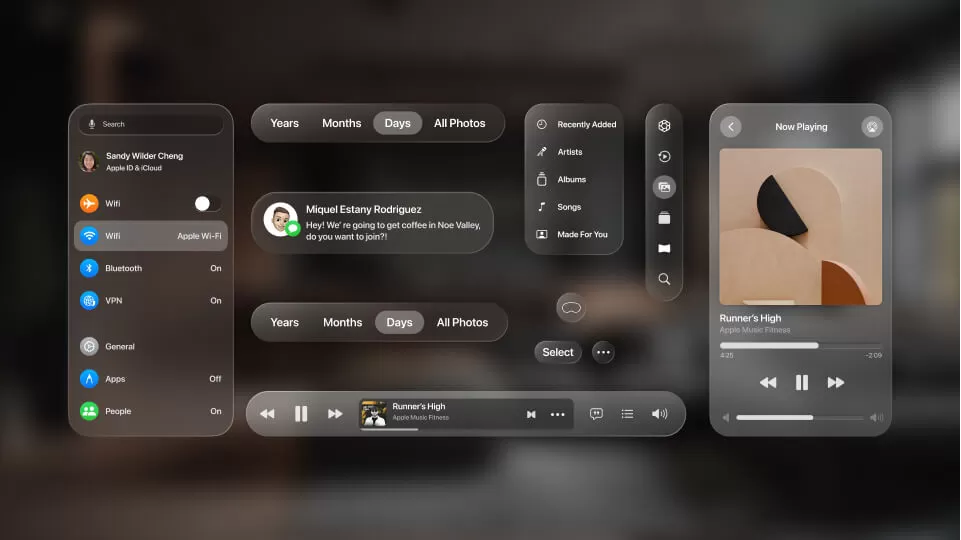 Search
Sandy Wilder Cheng
Apple ID & iCloud
Wifi
Wifi Apple Wi-Fi
Bluetooth On
VPN On
General
Apps Off
People On
Years Months Days All Photos
Miquel Estany Rodriguez
Hey! We' re going to get coffee in Noe Valley,
do you want to join?!
Years Months Days All Photos
Recently Added
Artists
Albums
Songs
Made For You
Select
Runner's High
Apple Music Fitness
Now Playing
Runner's High
Apple Music Fitness
4:25 -2:09